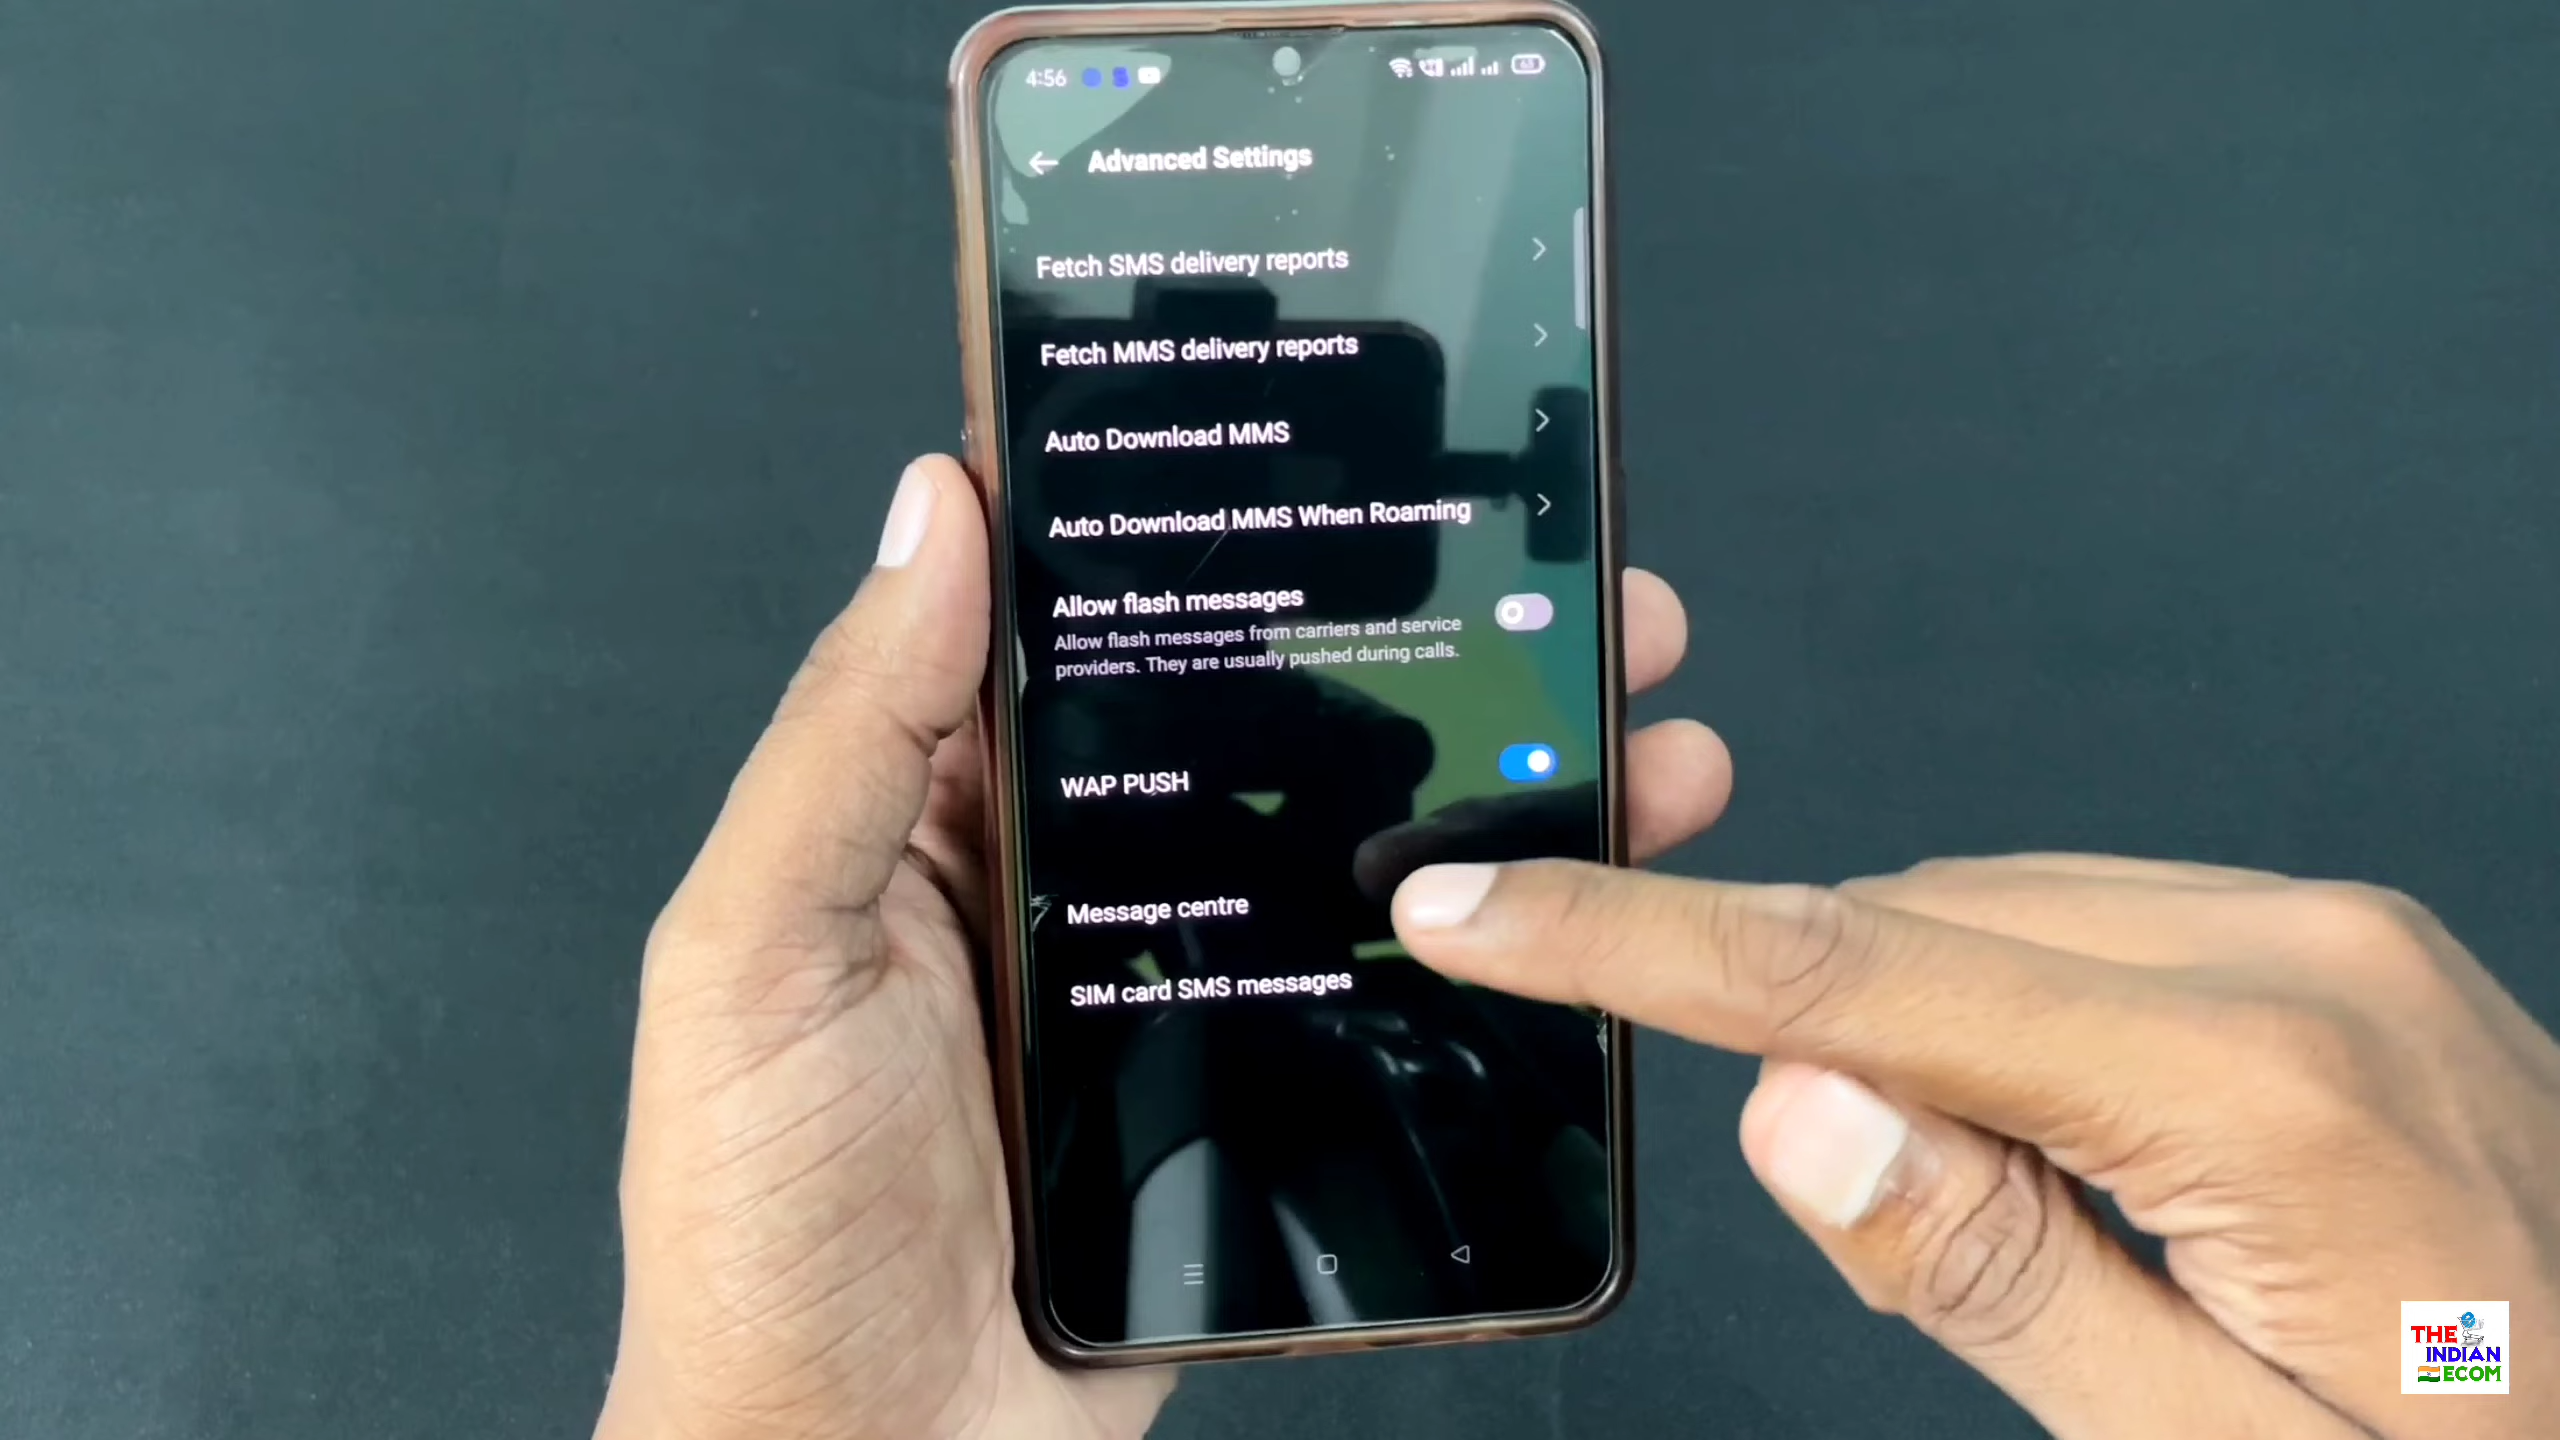 4:56
63
Advanced Settings
Fetch SMS delivery reports
Fetch MMS delivery reports
Auto Download MMS
Auto Download MMS When Roaming
Allow flash messages
Allow flash messages from carriers and service
providers. They are usually pushed during calls.
WAP PUSH
Message centre
SIM card SMS messages
THE
INDIAN
ECOM